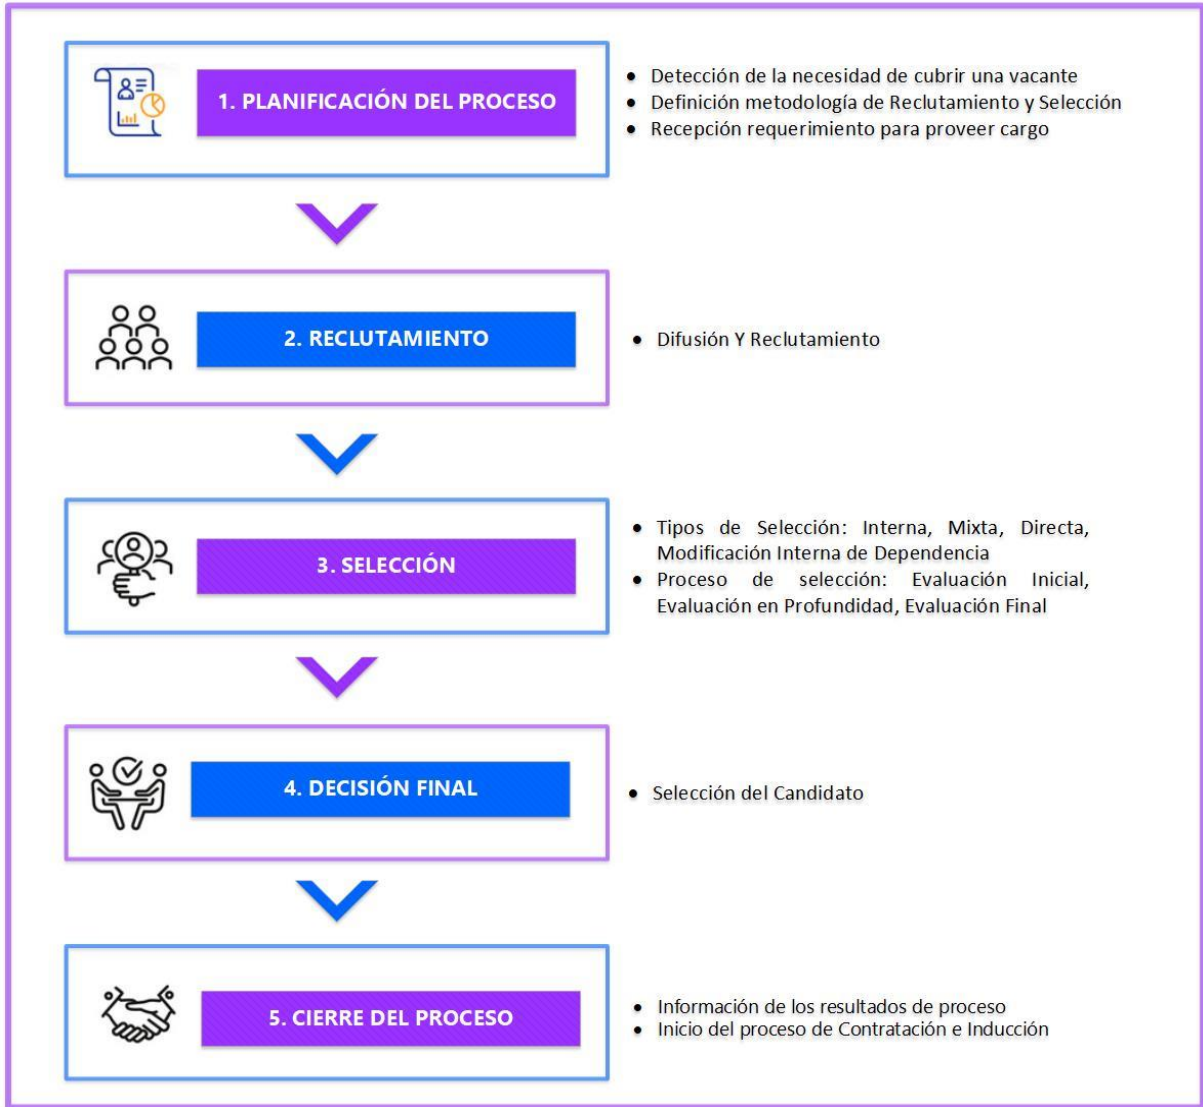 1. PLANIFICACIÓN DEL PROCESO
• Detección de la necesidad de cubrir una vacante
• Definición metodología de Reclutamiento y Selección
• Recepción requerimiento para proveer cargo
2. RECLUTAMIENTO
• Difusión Y Reclutamiento
3. SELECCIÓN
• Tipos de Selección: Interna, Mixta, Directa,
Modificación Interna de Dependencia
• Proceso de selección: Evaluación Inicial,
Evaluación en Profundidad, Evaluación Final
4. DECISIÓN FINAL
• Selección del Candidato
5. CIERRE DEL PROCESO
• Información de los resultados de proceso
• Inicio del proceso de Contratación e Inducción